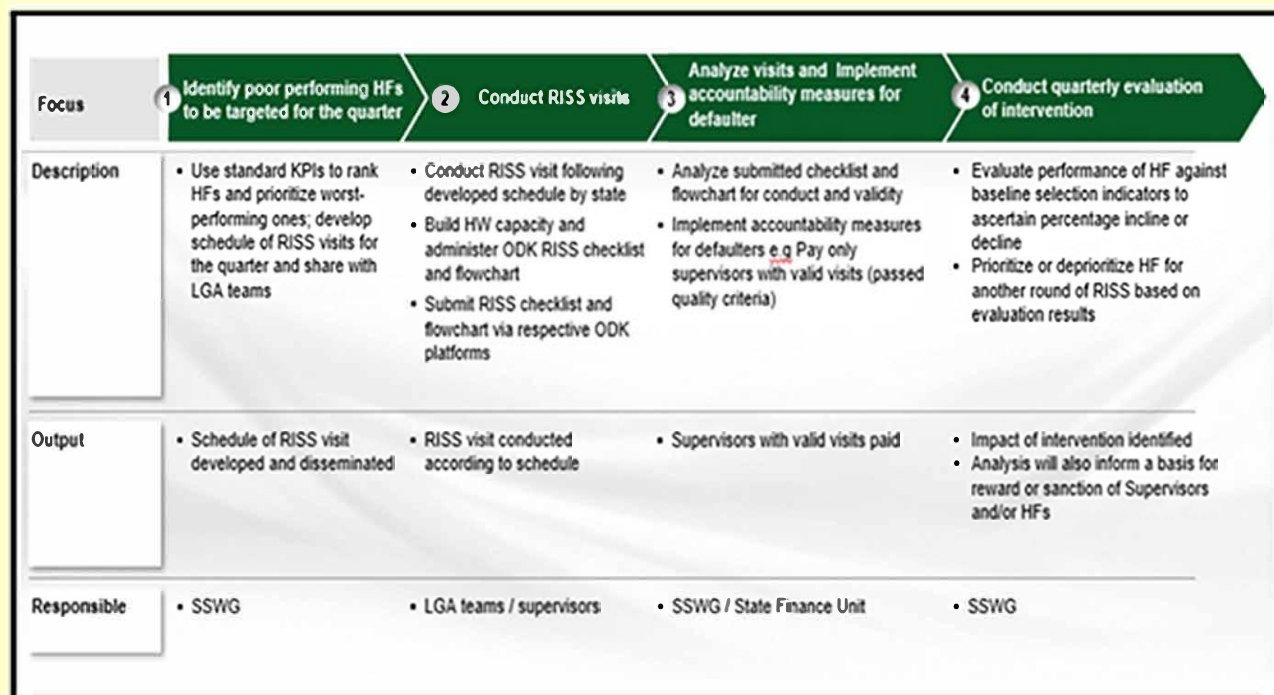 Focus
1 Identify poor performing HFs
to be targeted for the quarter
2 Conduct RISS visits
3 Analyze visits and Implement
accountability measures for
defaulter
4 Conduct quarterly evaluation
of intervention
Description
• Use standard KPIs to rank
HFs and prioritize worst-
performing ones; develop
schedule of RISS visits for
the quarter and share with
LGA teams
• Conduct RISS visit following
developed schedule by state
• Build HW capacity and
administer ODK RISS checklist
and flowchart
• Submit RISS checklist and
flowchart via respective ODK
platforms
• Analyze submitted checklist and
flowchart for conduct and validity
• Implement accountability measures
for defaulters e.g Pay only
supervisors with valid visits (passed
quality criteria)
• Evaluate performance of HF against
baseline selection indicators to
ascertain percentage incline or
decline
• Prioritize or deprioritize HF for
another round of RISS based on
evaluation results
Output
• Schedule of RISS visit
developed and disseminated
• RISS visit conducted
according to schedule
• Supervisors with valid visits paid
• Impact of intervention identified
• Analysis will also inform a basis for
reward or sanction of Supervisors
and/or HFs
Responsible
• SSWG
• LGA teams / supervisors
• SSWG / State Finance Unit
• SSWG